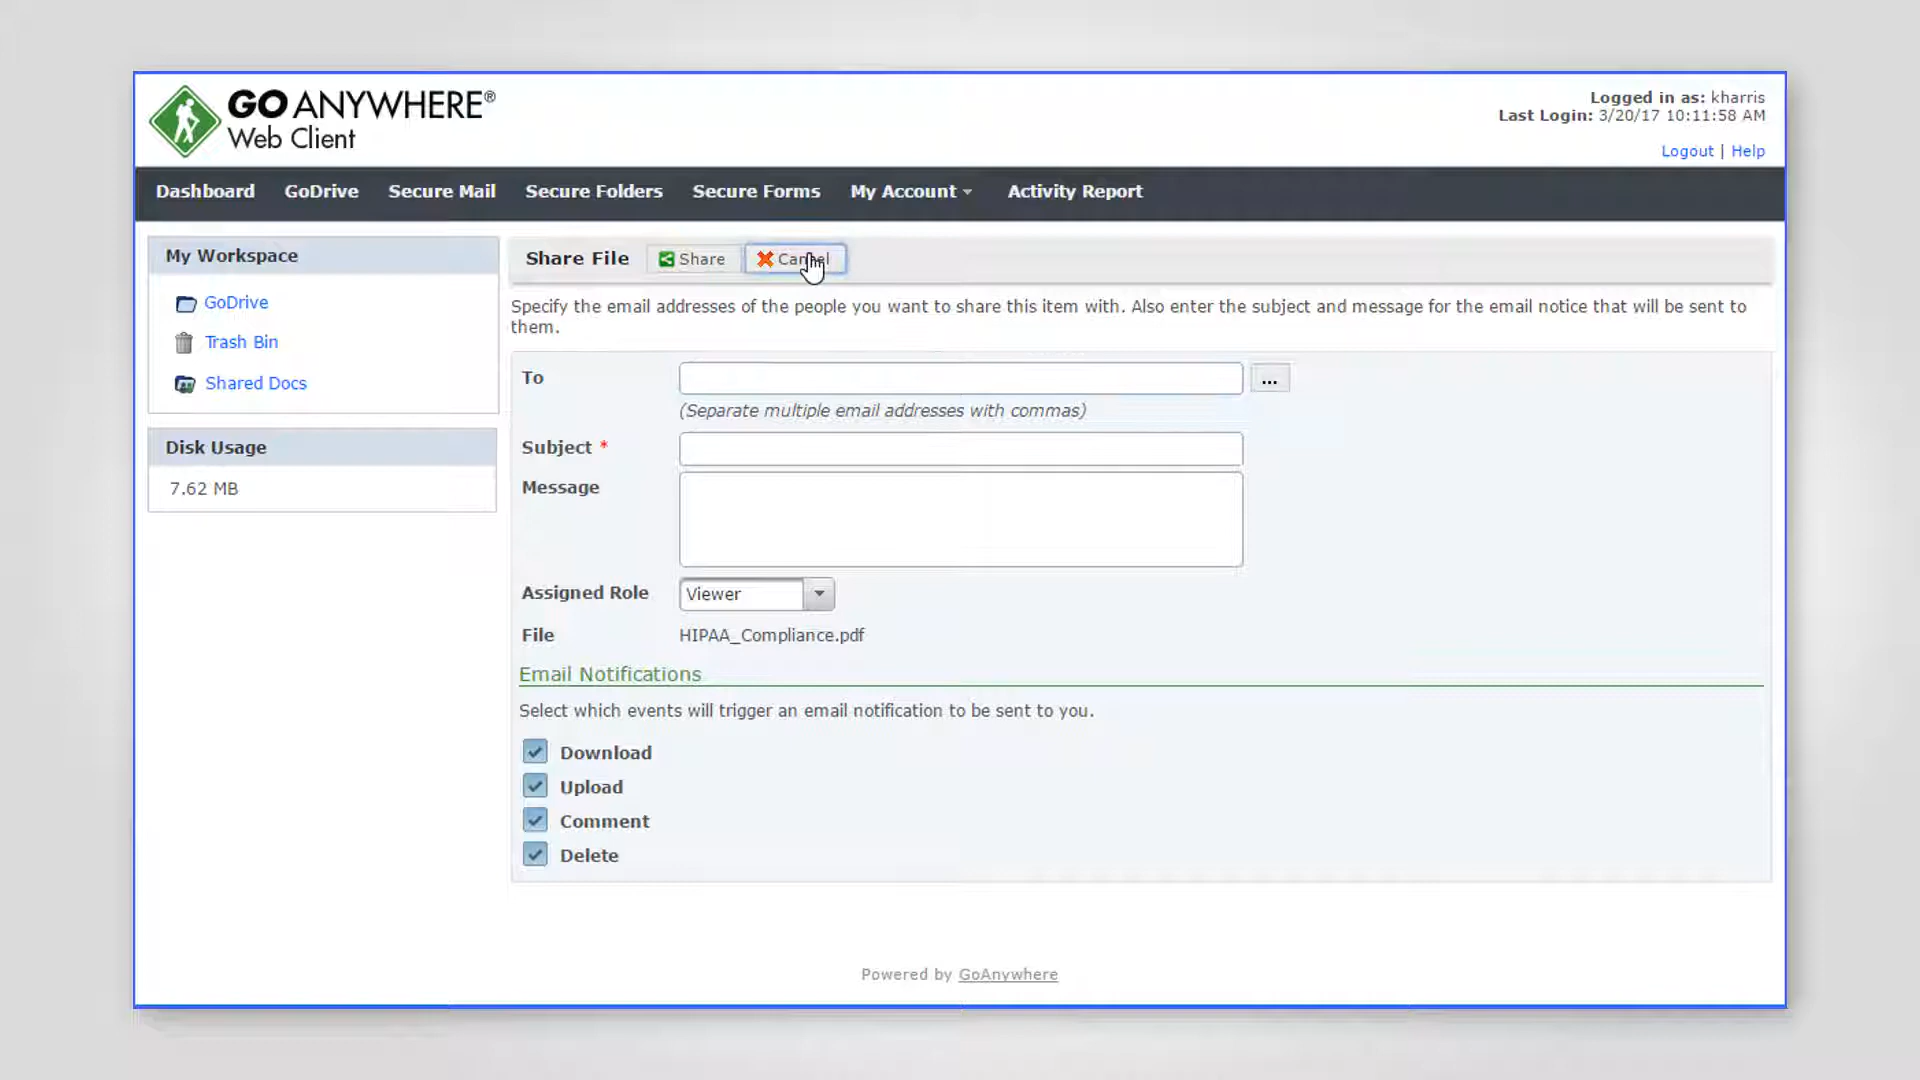 GO ANYWHERE®
Web Client
Logged in as: kharris
Last Login: 3/20/17 10:11:58 AM
Logout | Help
Dashboard GoDrive Secure Mail Secure Folders Secure Forms My Account Activity Report
My Workspace
GoDrive
Trash Bin
Shared Docs
Disk Usage
7.62 MB
Share File Share Cancel
Specify the email addresses of the people you want to share this item with. Also enter the subject and message for the email notice that will be sent to
them.
To ...
(Separate multiple email addresses with commas)
Subject *
Message
Assigned Role Viewer
File HIPAA_Compliance.pdf
Email Notifications
Select which events will trigger an email notification to be sent to you.
Download
Upload
Comment
Delete
Powered by GoAnywhere